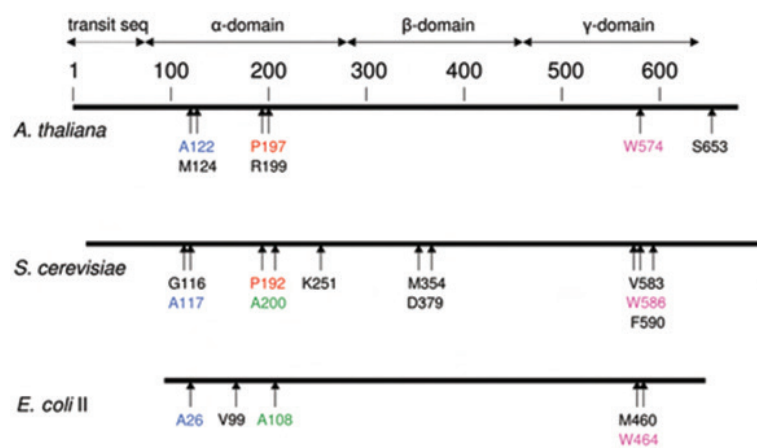 transit seq α-domain β-domain γ-domain
1 100 200 300 400 500 600
A. thaliana
A122 P197 W574 S653
M124 R199
S. cerevisiae
G116 P192 K251 M354 V583
A117 A200 D379 W586
F590
E. coli II
A26 V99 A108 M460
W464